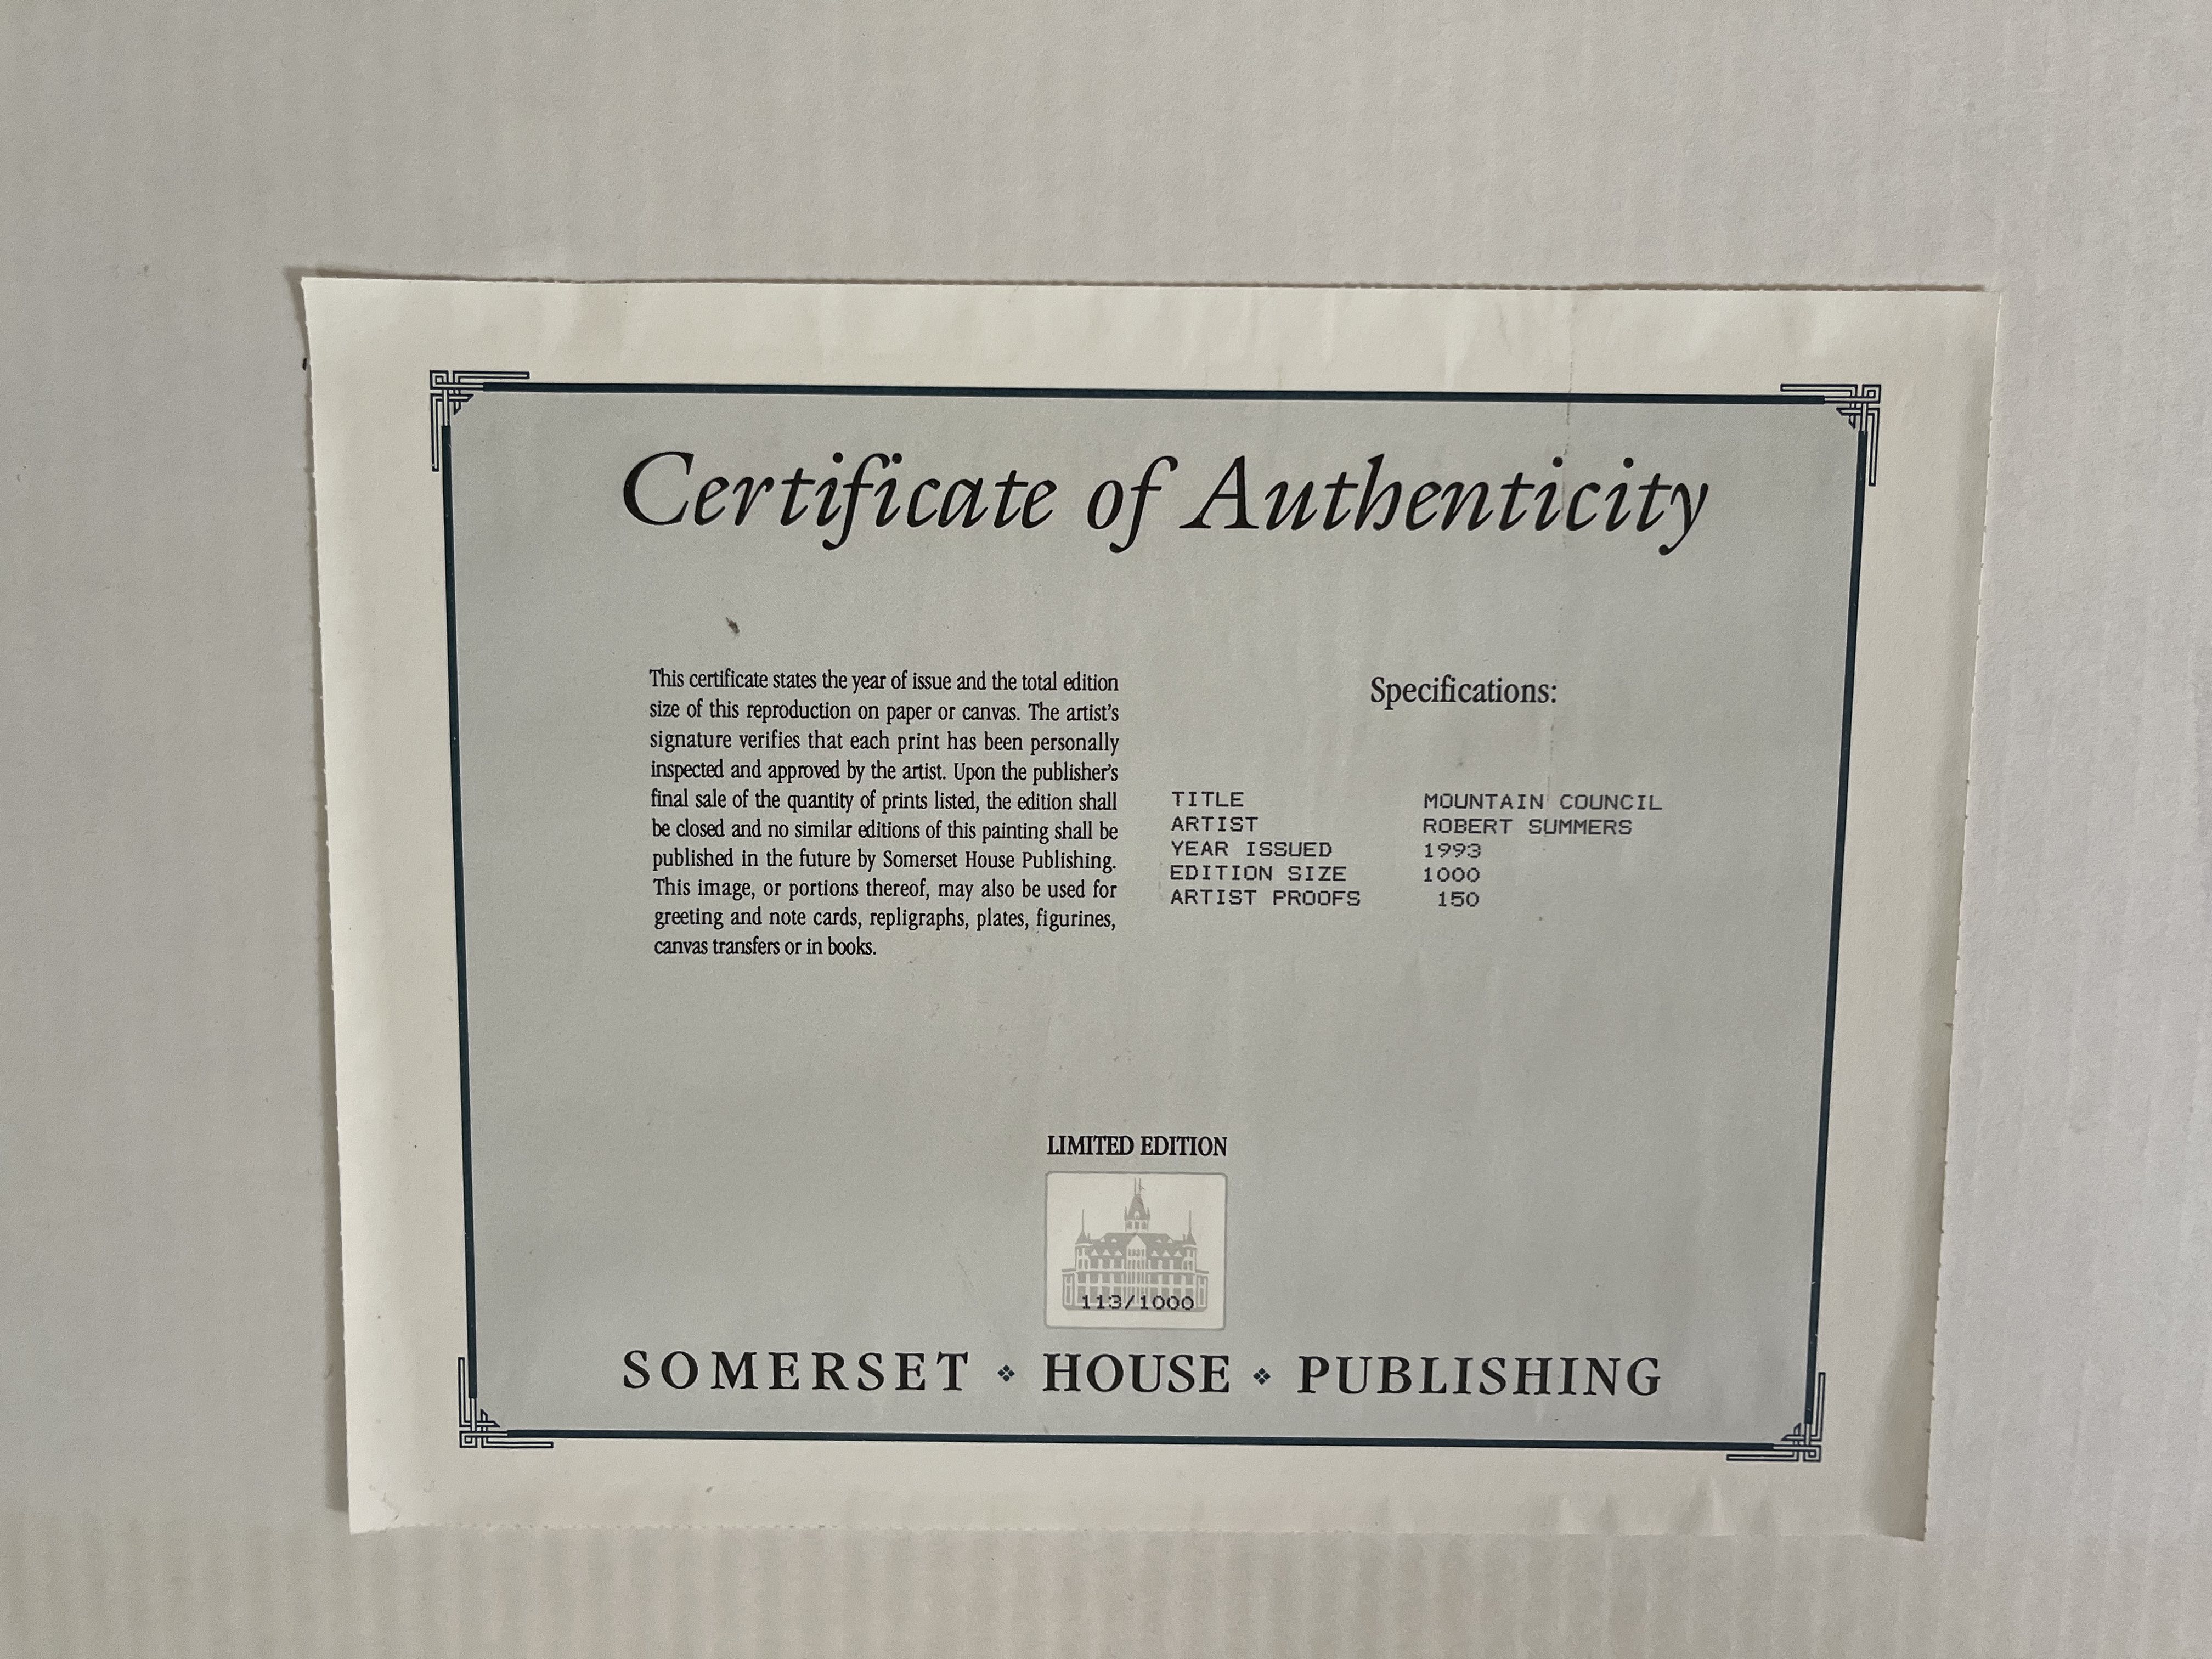 Certificate of Authenticity
This certificate states the year of issue and the total edition
size of this reproduction on paper or canvas. The artist's
signature verifies that each print has been personally
inspected and approved by the artist. Upon the publisher's
final sale of the quantity of prints listed, the edition shall
be closed and no similar editions of this painting shall be
published in the future by Somerset House Publishing.
This image, or portions thereof, may also be used for
greeting and note cards, repligraphs, plates, figurines,
canvas transfers or in books.
Specifications:
TITLE MOUNTAIN COUNCIL
ARTIST ROBERT SUMMERS
YEAR ISSUED 1993
EDITION SIZE 1000
ARTIST PROOFS 150
LIMITED EDITION
113/1000
SOMERSET HOUSE PUBLISHING